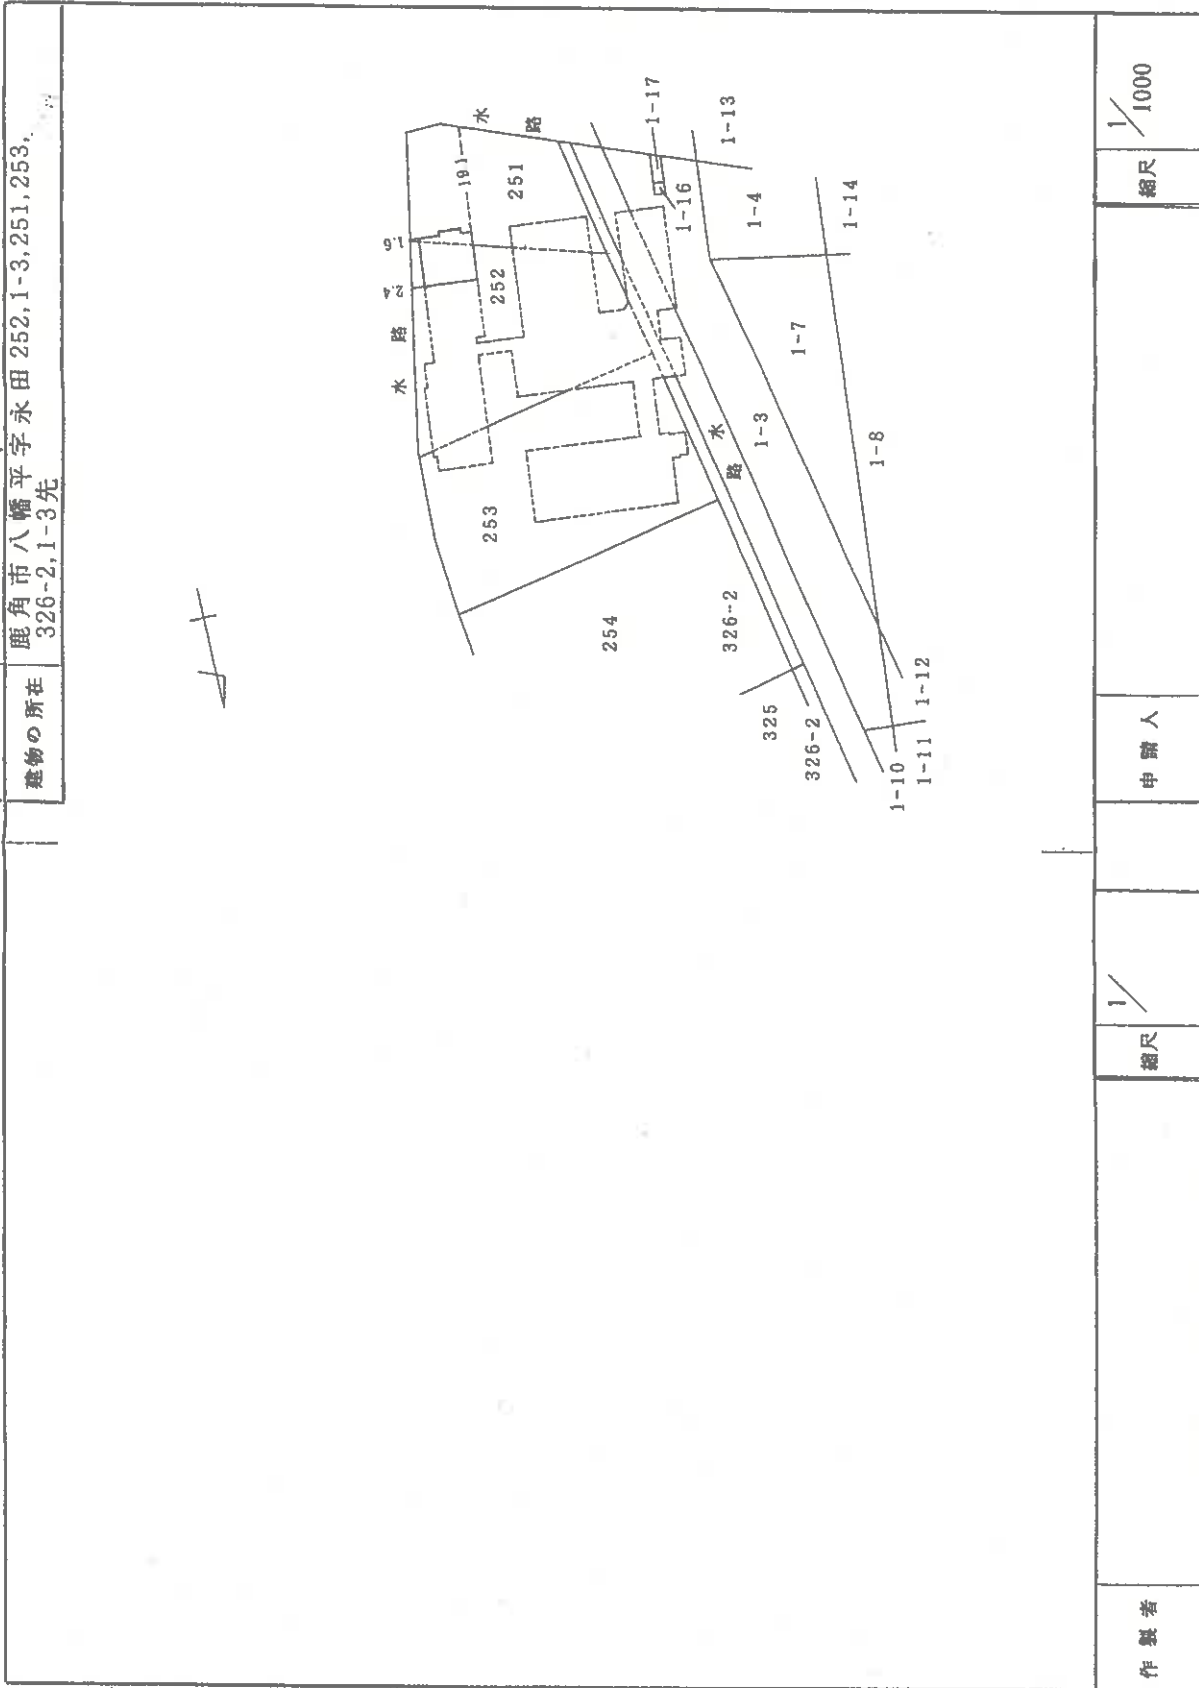 建物の所在
鹿角市八幡平字永田252,1-3,251,253,
326-2,1-3先
水路
水路
水路
1.6
2.4
19.1
251
252
253
254
1-17
1-16
1-13
1-4
1-14
1-7
1-3
1-8
326-2
325
326-2
1-10
1-11
1-12
作製者
縮尺
1/
申請人
縮尺
1/1000